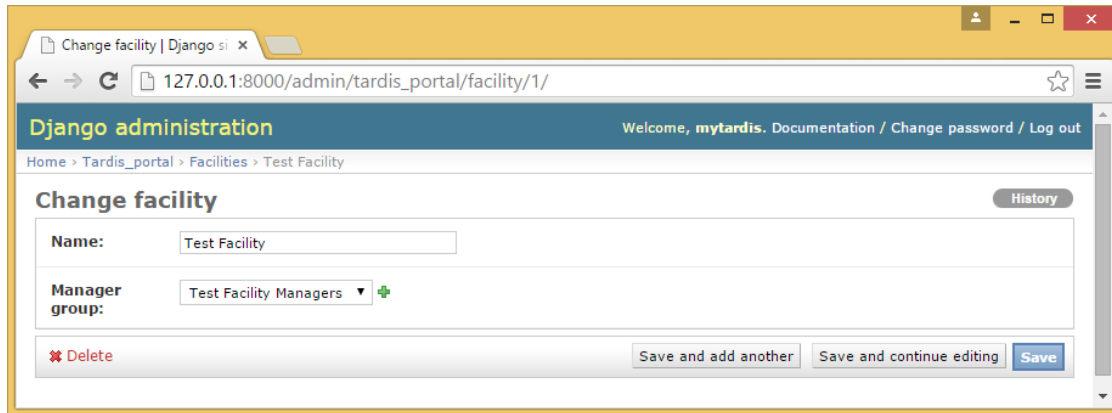 Change facility | Django si
127.0.0.1:8000/admin/tardis_portal/facility/1/
Django administration
Welcome, mytardis. Documentation / Change password / Log out
Home › Tardis_portal › Facilities › Test Facility
Change facility
History
Name:
Test Facility
Manager group:
Test Facility Managers
Delete
Save and add another
Save and continue editing
Save